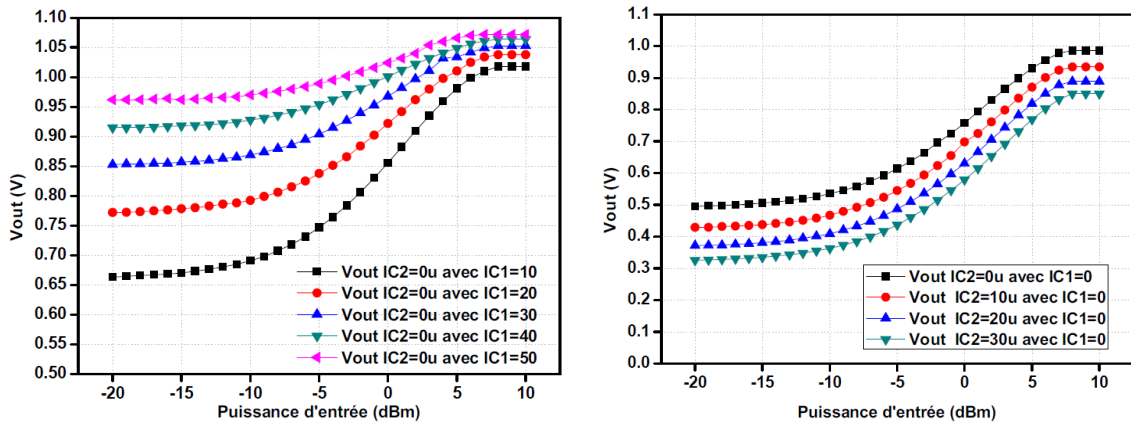 Vout (V)
1.10
1.05
1.00
0.95
0.90
0.85
0.80
0.75
0.70
0.65
0.60
0.55
0.50
Vout IC2=0u avec IC1=10
Vout IC2=0u avec IC1=20
Vout IC2=0u avec IC1=30
Vout IC2=0u avec IC1=40
Vout IC2=0u avec IC1=50
-20 -15 -10 -5 0 5 10
Puissance d'entrée (dBm)
Vout (V)
1.1
1.0
0.9
0.8
0.7
0.6
0.5
0.4
0.3
0.2
0.1
0.0
Vout IC2=0u avec IC1=0
Vout IC2=10u avec IC1=0
Vout IC2=20u avec IC1=0
Vout IC2=30u avec IC1=0
-20 -15 -10 -5 0 5 10
Puissance d'entrée (dBm)